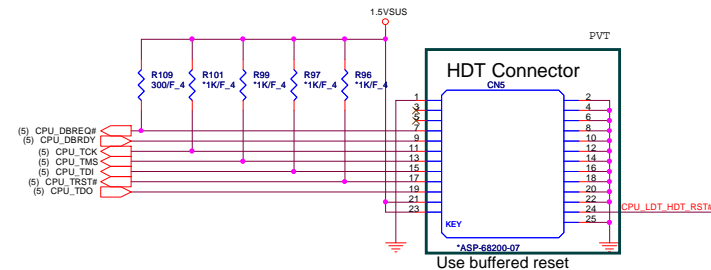 1.5VSUS
PVT
HDT Connector
CN5
R109
300/F_4
R101
*1K/F_4
R99
*1K/F_4
R97
*1K/F_4
R96
*1K/F_4
1 2
3 4
5 6
(5) CPU_DBREQ# 7 8
(5) CPU_DBRDY 9 10
(5) CPU_TCK 11 12
(5) CPU_TMS 13 14
(5) CPU_TDI 15 16
(5) CPU_TRST# 17 18
(5) CPU_TDO 19 20
21 22
23 24 CPU_LDT_HDT_RST#
KEY 25
*ASP-68200-07
Use buffered reset